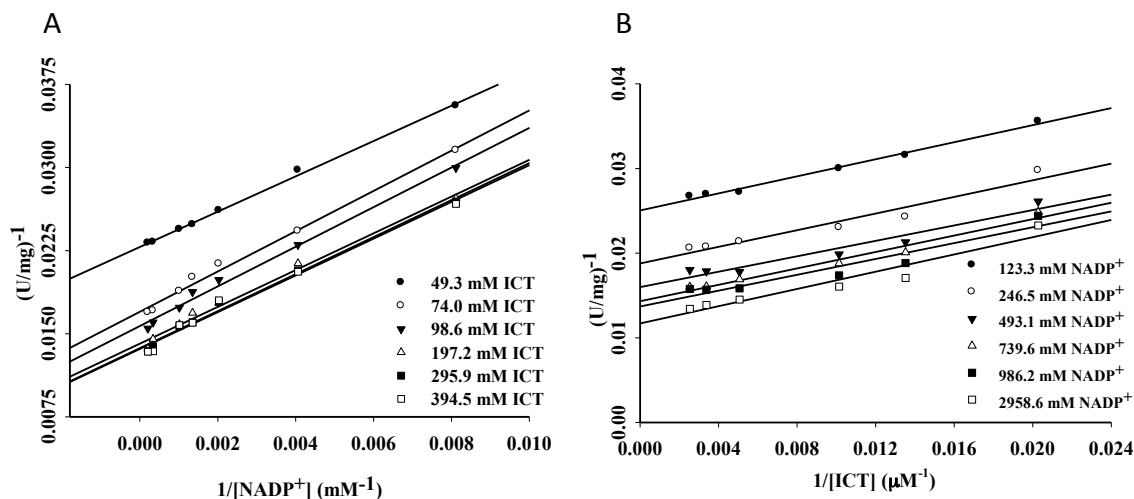 A
(U/mg)-1
0.0375
0.0300
0.0225
0.0150
0.0075
49.3 mM ICT
74.0 mM ICT
98.6 mM ICT
197.2 mM ICT
295.9 mM ICT
394.5 mM ICT
0.000 0.002 0.004 0.006 0.008 0.010
1/[NADP+] (mM-1)
B
(U/mg)-1
0.04
0.03
0.02
0.01
0.00
123.3 mM NADP+
246.5 mM NADP+
493.1 mM NADP+
739.6 mM NADP+
986.2 mM NADP+
2958.6 mM NADP+
0.000 0.004 0.008 0.012 0.016 0.020 0.024
1/[ICT] (μM-1)